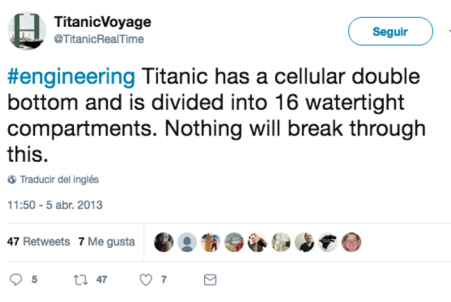 TitanicVoyage
@TitanicRealTime
Seguir
#engineering Titanic has a cellular double
bottom and is divided into 16 watertight
compartments. Nothing will break through
this.
Traducir del inglés
11:50 - 5 abr. 2013
47 Retweets 7 Me gusta
5 47 7